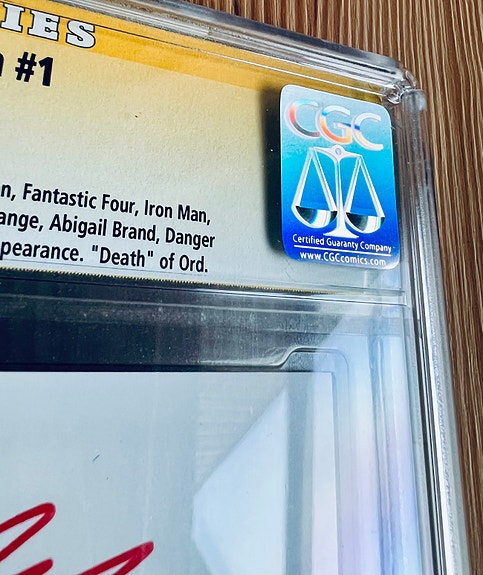 IES
#1
n, Fantastic Four, Iron Man,
ange, Abigail Brand, Danger
pearance. "Death" of Ord.
CGC
Certified Guaranty Company
www.CGCcomics.com